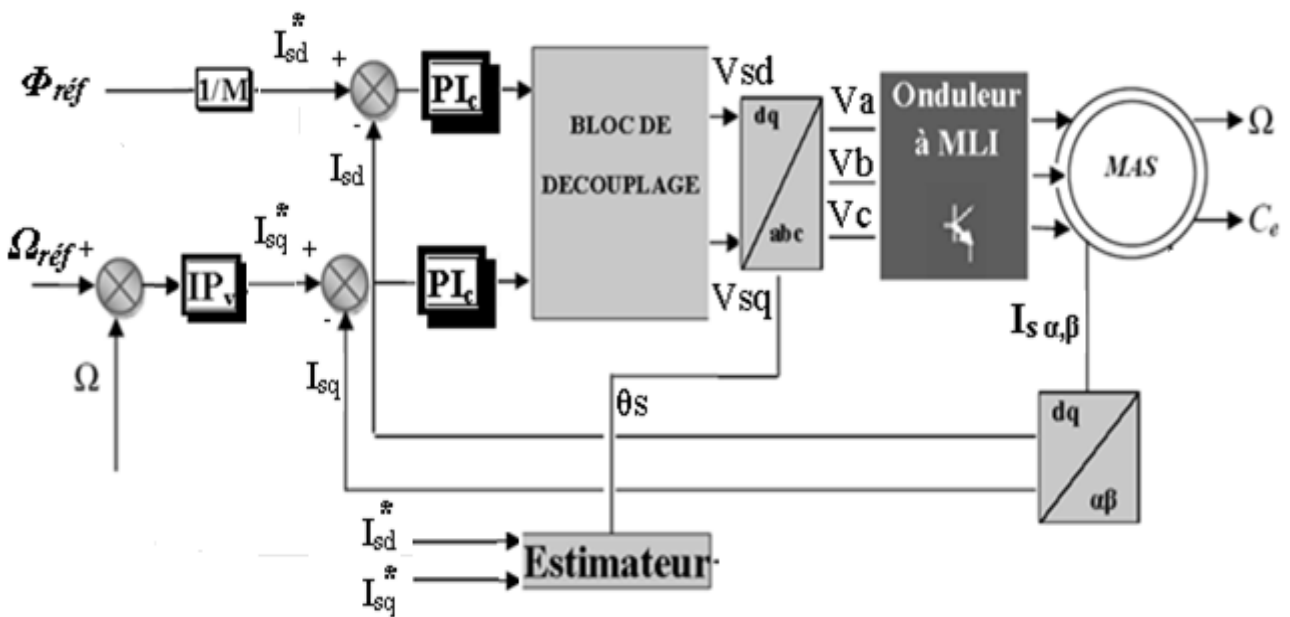 Φréf
1/M
I*sd
+
-
PIc
BLOC DE
DECOUPLAGE
Vsd
dq
abc
Va
Vb
Vc
Onduleur
à MLI
MAS
Ω
Ce
Isd
Ωréf
+
IPv
I*sq
+
-
PIc
Vsq
Ω
Isq
θs
Is α,β
dq
αβ
I*sd
I*sq
Estimateur